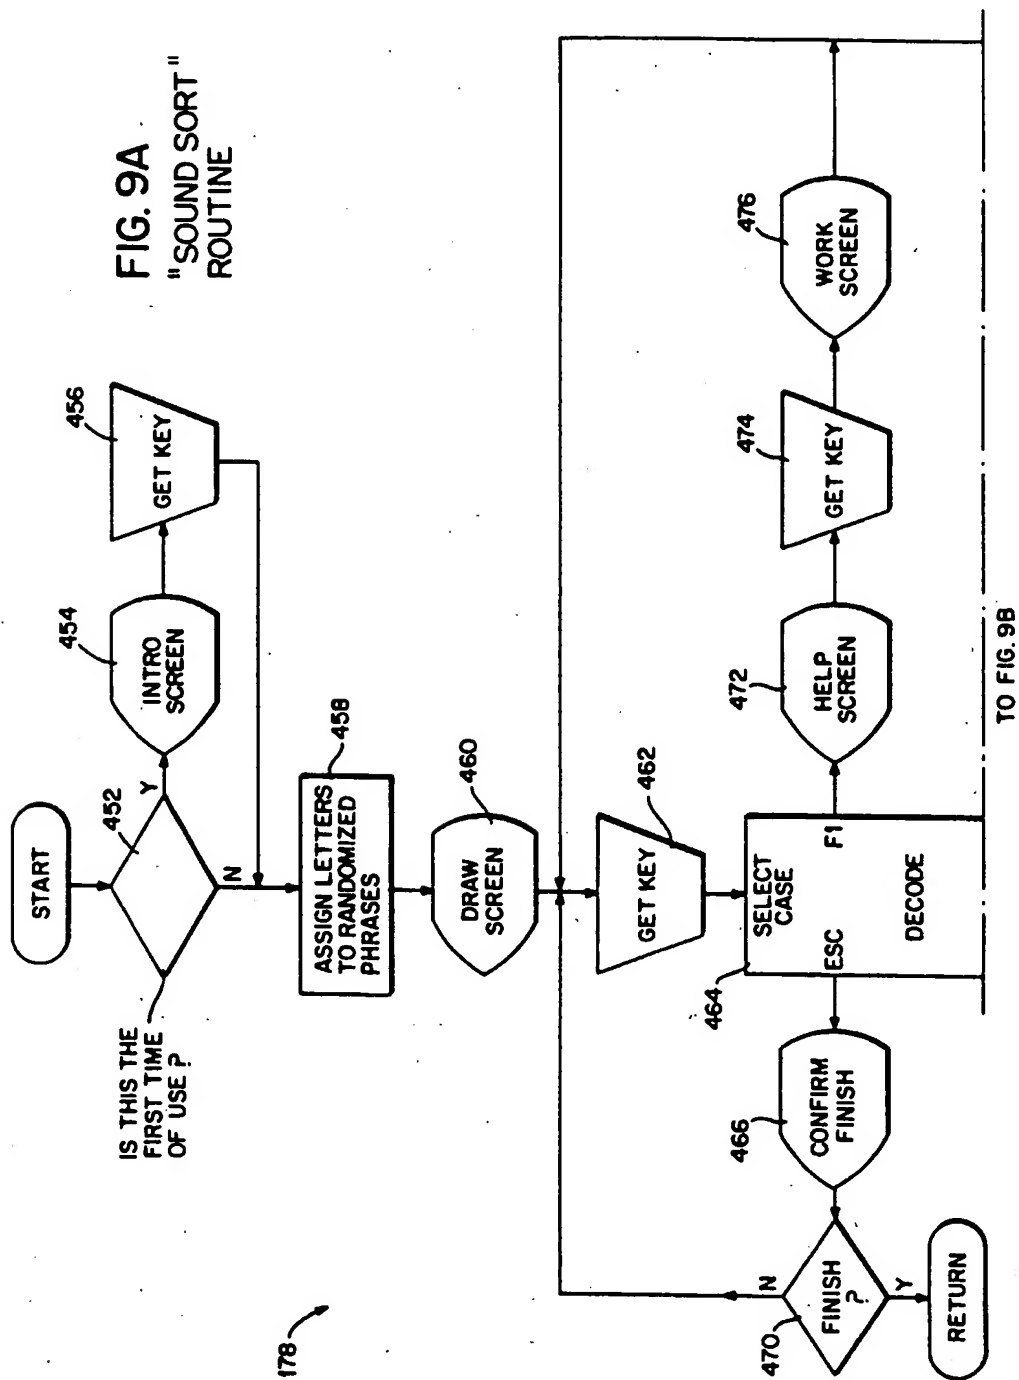 FIG. 9A
"SOUND SORT"
ROUTINE
START
452
IS THIS THE
FIRST TIME
OF USE ?
Y
N
454
INTRO
SCREEN
456
GET KEY
458
ASSIGN LETTERS
TO RANDOMIZED
PHRASES
460
DRAW
SCREEN
462
GET KEY
464
SELECT
CASE
ESC
F1
DECODE
466
CONFIRM
FINISH
470
FINISH
?
N
Y
RETURN
472
HELP
SCREEN
474
GET KEY
476
WORK
SCREEN
178
TO FIG. 9B